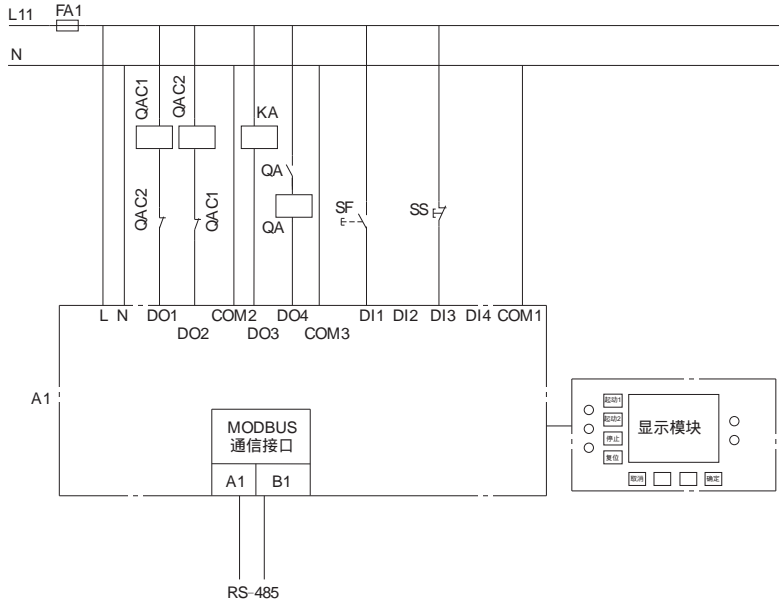 L11 FA1
N
QAC1 QAC2
KA
QA
QAC2 QAC1 QA SF SS
L N DO1 COM2 DO4 DI1 DI2 DI3 DI4 COM1
DO2 DO3 COM3
A1
MODBUS
通信接口
A1 B1
RS-485
起动1
起动2
停止
复位
显示模块
取消 确定